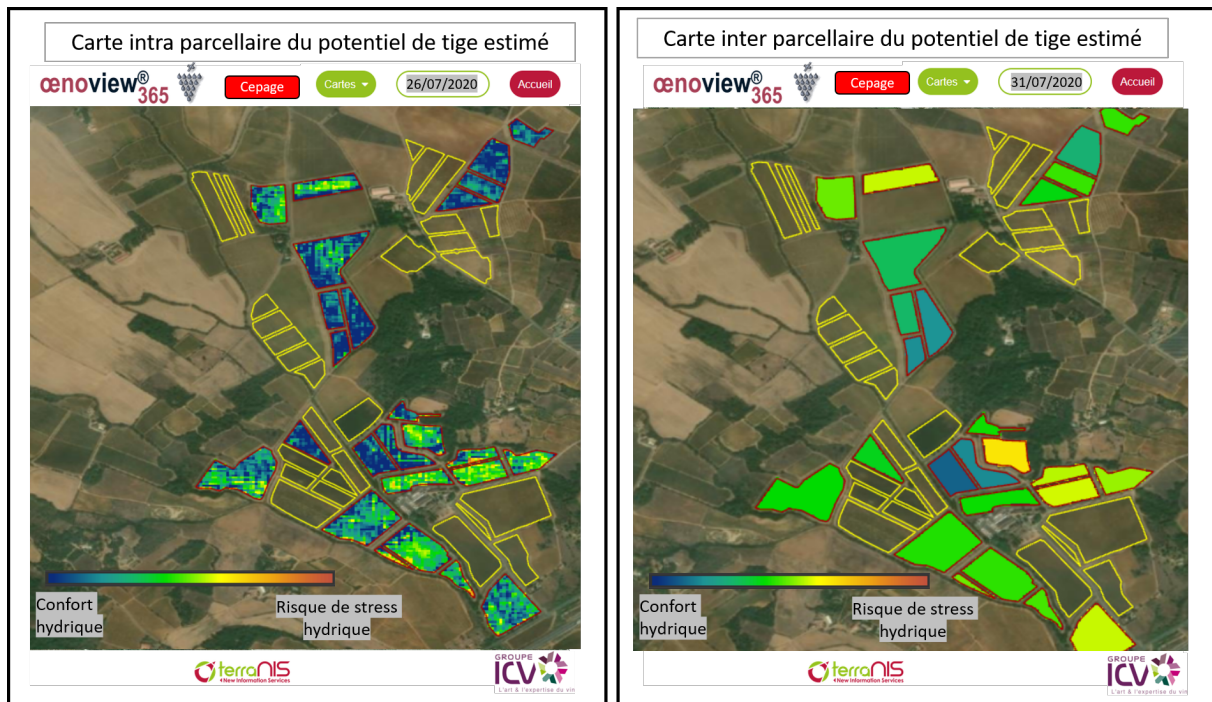 Carte intra parcellaire du potentiel de tige estimé
œnoview®
365
Cepage
Cartes
26/07/2020
Accueil
Confort
hydrique
Risque de stress
hydrique
terraNIS
New Information Services
GROUPE
ICV
L'art & l'expertise du vin
Carte inter parcellaire du potentiel de tige estimé
œnoview®
365
Cepage
Cartes
31/07/2020
Accueil
Confort
hydrique
Risque de stress
hydrique
terraNIS
New Information Services
GROUPE
ICV
L'art & l'expertise du vin